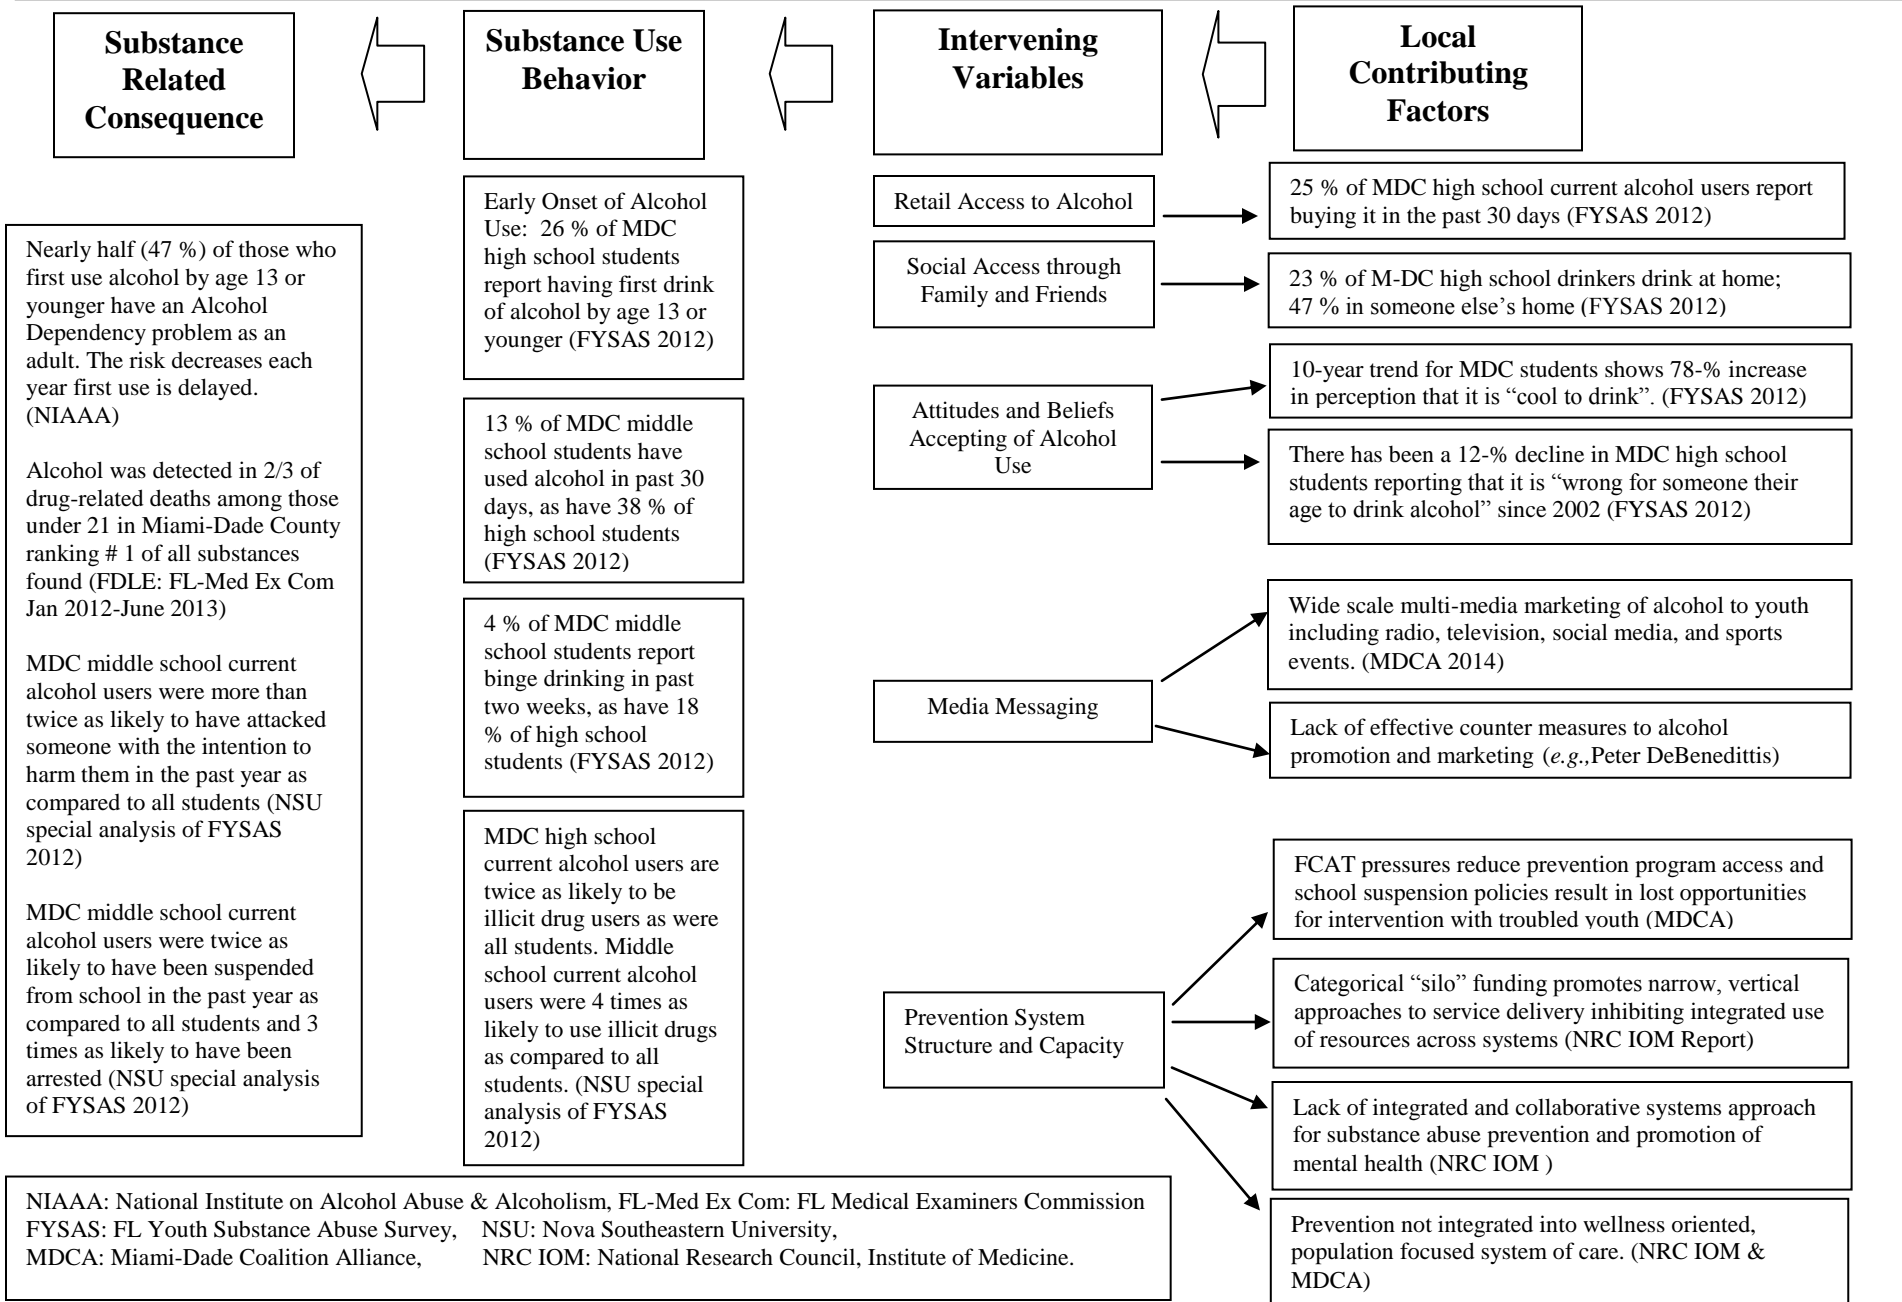 Substance
Related
Consequence
Substance Use
Behavior
Intervening
Variables
Local
Contributing
Factors
Nearly half (47 %) of those who
first use alcohol by age 13 or
younger have an Alcohol
Dependency problem as an
adult. The risk decreases each
year first use is delayed.
(NIAAA)
Alcohol was detected in 2/3 of
drug-related deaths among those
under 21 in Miami-Dade County
ranking # 1 of all substances
found (FDLE: FL-Med Ex Com
Jan 2012-June 2013)
MDC middle school current
alcohol users were more than
twice as likely to have attacked
someone with the intention to
harm them in the past year as
compared to all students (NSU
special analysis of FYSAS
2012)
MDC middle school current
alcohol users were twice as
likely to have been suspended
from school in the past year as
compared to all students and 3
times as likely to have been
arrested (NSU special analysis
of FYSAS 2012)
Early Onset of Alcohol
Use:  26 % of MDC
high school students
report having first drink
of alcohol by age 13 or
younger (FYSAS 2012)
13 % of MDC middle
school students have
used alcohol in past 30
days, as have 38 % of
high school students
(FYSAS 2012)
4 % of MDC middle
school students report
binge drinking in past
two weeks, as have 18
% of high school
students (FYSAS 2012)
MDC high school
current alcohol users are
twice as likely to be
illicit drug users as were
all students. Middle
school current alcohol
users were 4 times as
likely to use illicit drugs
as compared to all
students. (NSU special
analysis of FYSAS
2012)
Retail Access to Alcohol
Social Access through
Family and Friends
Attitudes and Beliefs
Accepting of Alcohol
Use
Media Messaging
Prevention System
Structure and Capacity
25 % of MDC high school current alcohol users report
buying it in the past 30 days (FYSAS 2012)
23 % of M-DC high school drinkers drink at home;
47 % in someone else’s home (FYSAS 2012)
10-year trend for MDC students shows 78-% increase
in perception that it is “cool to drink”. (FYSAS 2012)
There has been a 12-% decline in MDC high school
students reporting that it is “wrong for someone their
age to drink alcohol” since 2002 (FYSAS 2012)
Wide scale multi-media marketing of alcohol to youth
including radio, television, social media, and sports
events. (MDCA 2014)
Lack of effective counter measures to alcohol
promotion and marketing (e.g.,Peter DeBenedittis)
FCAT pressures reduce prevention program access and
school suspension policies result in lost opportunities
for intervention with troubled youth (MDCA)
Categorical “silo” funding promotes narrow, vertical
approaches to service delivery inhibiting integrated use
of resources across systems (NRC IOM Report)
Lack of integrated and collaborative systems approach
for substance abuse prevention and promotion of
mental health (NRC IOM )
Prevention not integrated into wellness oriented,
population focused system of care. (NRC IOM &
MDCA)
NIAAA: National Institute on Alcohol Abuse & Alcoholism, FL-Med Ex Com: FL Medical Examiners Commission
FYSAS: FL Youth Substance Abuse Survey,    NSU: Nova Southeastern University,
MDCA: Miami-Dade Coalition Alliance,    NRC IOM: National Research Council, Institute of Medicine.